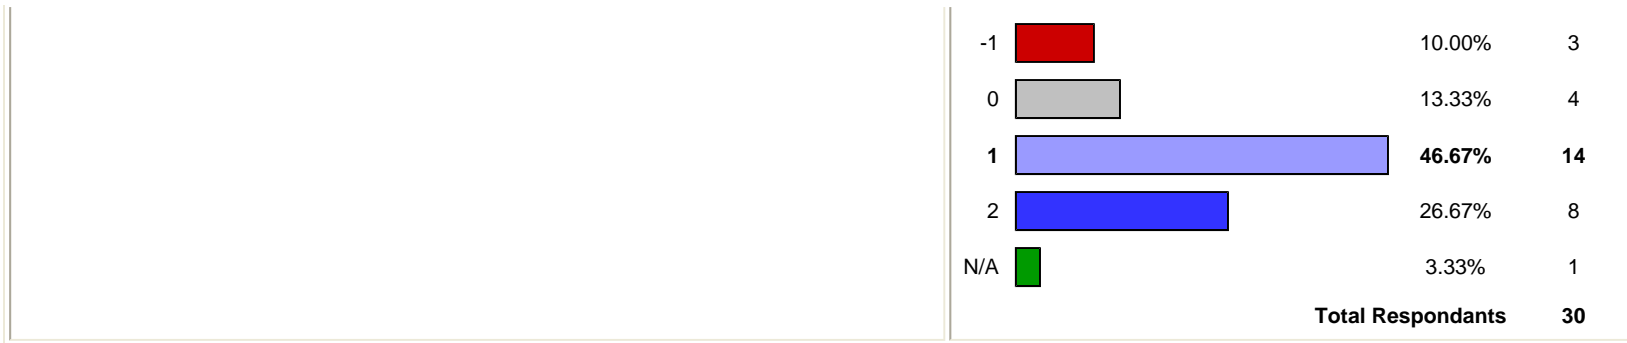 -1 10.00% 3
0 13.33% 4
1 46.67% 14
2 26.67% 8
N/A 3.33% 1
Total Respondants 30